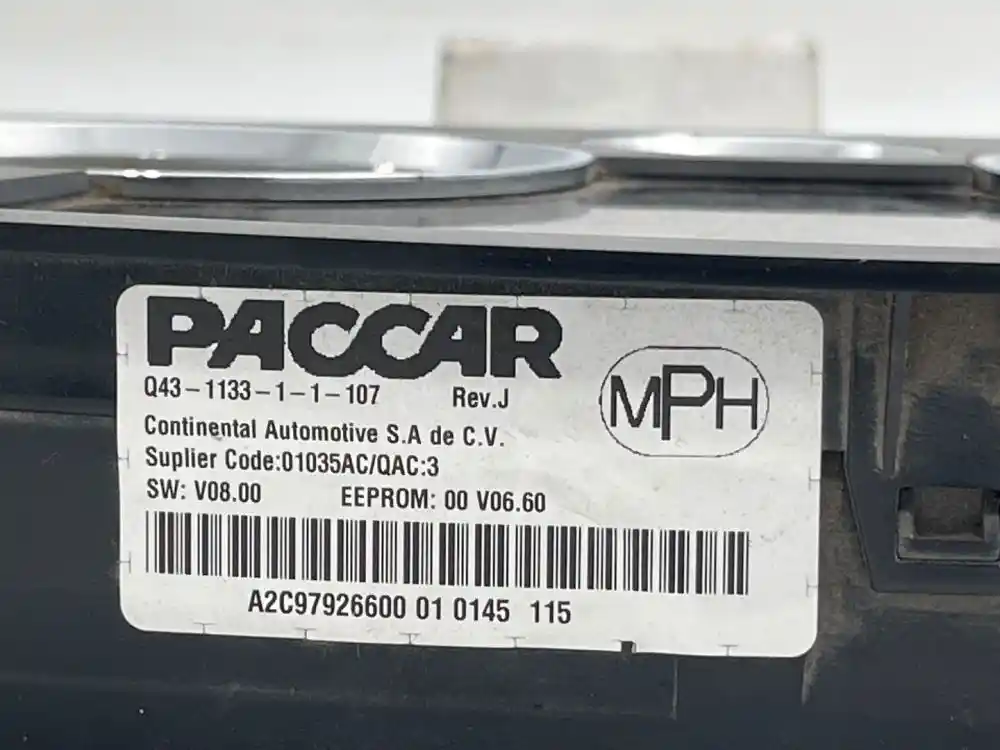 PACCAR
Q43-1133-1-1-107 Rev.J
MPH
Continental Automotive S.A de C.V.
Suplier Code:01035AC/QAC:3
SW: V08.00 EEPROM: 00 V06.60
A2C97926600 01 0145 115